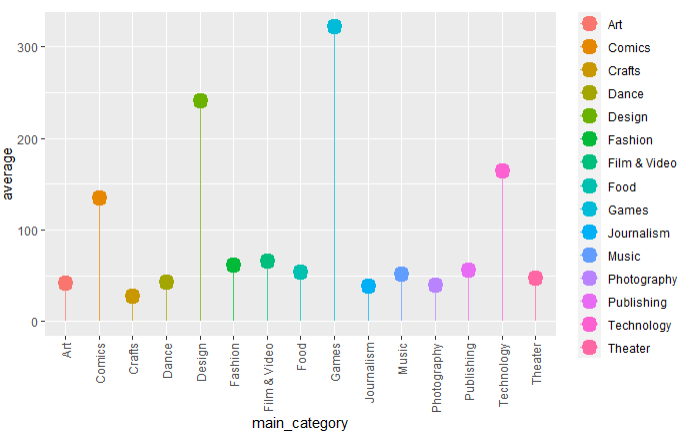 300
200
100
0
average
Art
Comics
Crafts
Dance
Design
Fashion
Film & Video
Food
Games
Journalism
Music
Photography
Publishing
Technology
Theater
main_category
Art
Comics
Crafts
Dance
Design
Fashion
Film & Video
Food
Games
Journalism
Music
Photography
Publishing
Technology
Theater